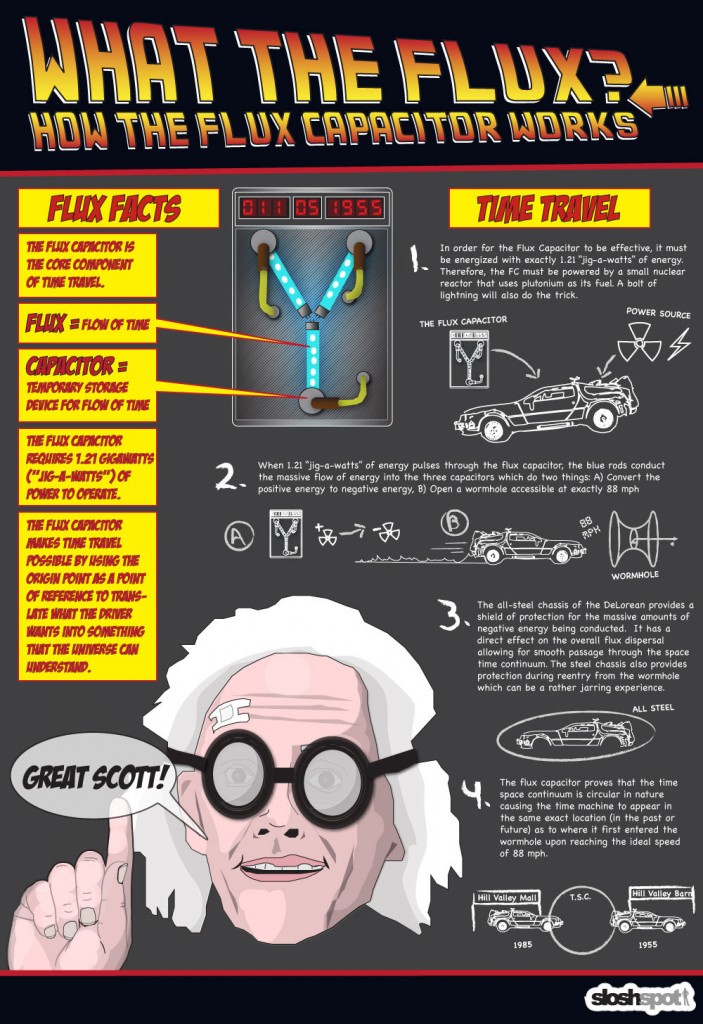 WHAT THE FLUX?
HOW THE FLUX CAPACITOR WORKS
FLUX FACTS
THE FLUX CAPACITOR IS
THE CORE COMPONENT
OF TIME TRAVEL.
FLUX = FLOW OF TIME
CAPACITOR =
TEMPORARY STORAGE
DEVICE FOR FLOW OF TIME
THE FLUX CAPACITOR
REQUIRES 1.21 GIGAWATTS
("JIG-A-WATTS") OF
POWER TO OPERATE.
THE FLUX CAPACITOR
MAKES TIME TRAVEL
POSSIBLE BY USING THE
ORIGIN POINT AS A POINT
OF REFERENCE TO TRANS-
LATE WHAT THE DRIVER
WANTS INTO SOMETHING
THAT THE UNIVERSE CAN
UNDERSTAND.
011 05 1955
TIME TRAVEL
1.
In order for the Flux Capacitor to be effective, it must
be energized with exactly 1.21 "jig-a-watts" of energy.
Therefore, the FC must be powered by a small nuclear
reactor that uses plutonium as its fuel. A bolt of
lightning will also do the trick.
THE FLUX CAPACITOR
POWER SOURCE
2.
When 1.21 "jig-a-watts" of energy pulses through the flux capacitor, the blue rods conduct
the massive flow of energy into the three capacitors which do two things: A) Convert the
positive energy to negative energy, B) Open a wormhole accessible at exactly 88 mph
A
+
-
B
88
MPH
WORMHOLE
3.
The all-steel chassis of the DeLorean provides a
shield of protection for the massive amounts of
negative energy being conducted. It has a
direct effect on the overall flux dispersal
allowing for smooth passage through the space
time continuum. The steel chassis also provides
protection during reentry from the wormhole
which can be a rather jarring experience.
ALL STEEL
4.
The flux capacitor proves that the time
space continuum is circular in nature
causing the time machine to appear in
the same exact location (in the past or
future) as to where it first entered the
wormhole upon reaching the ideal speed
of 88 mph.
Hill Valley Mall
T.S.C.
Hill Valley Barn
1985
1955
GREAT SCOTT!
sloshspot